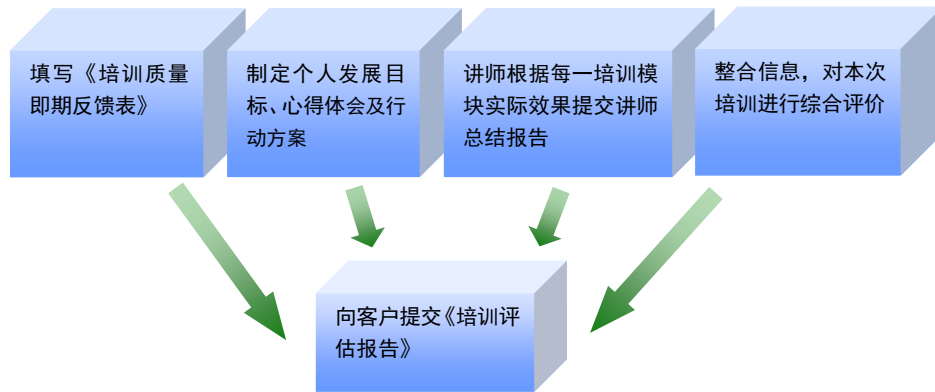 填写《培训质量
即期反馈表》
制定个人发展目
标、心得体会及行
动方案
讲师根据每一培训模
块实际效果提交讲师
总结报告
整合信息，对本次
培训进行综合评价
向客户提交《培训评
估报告》